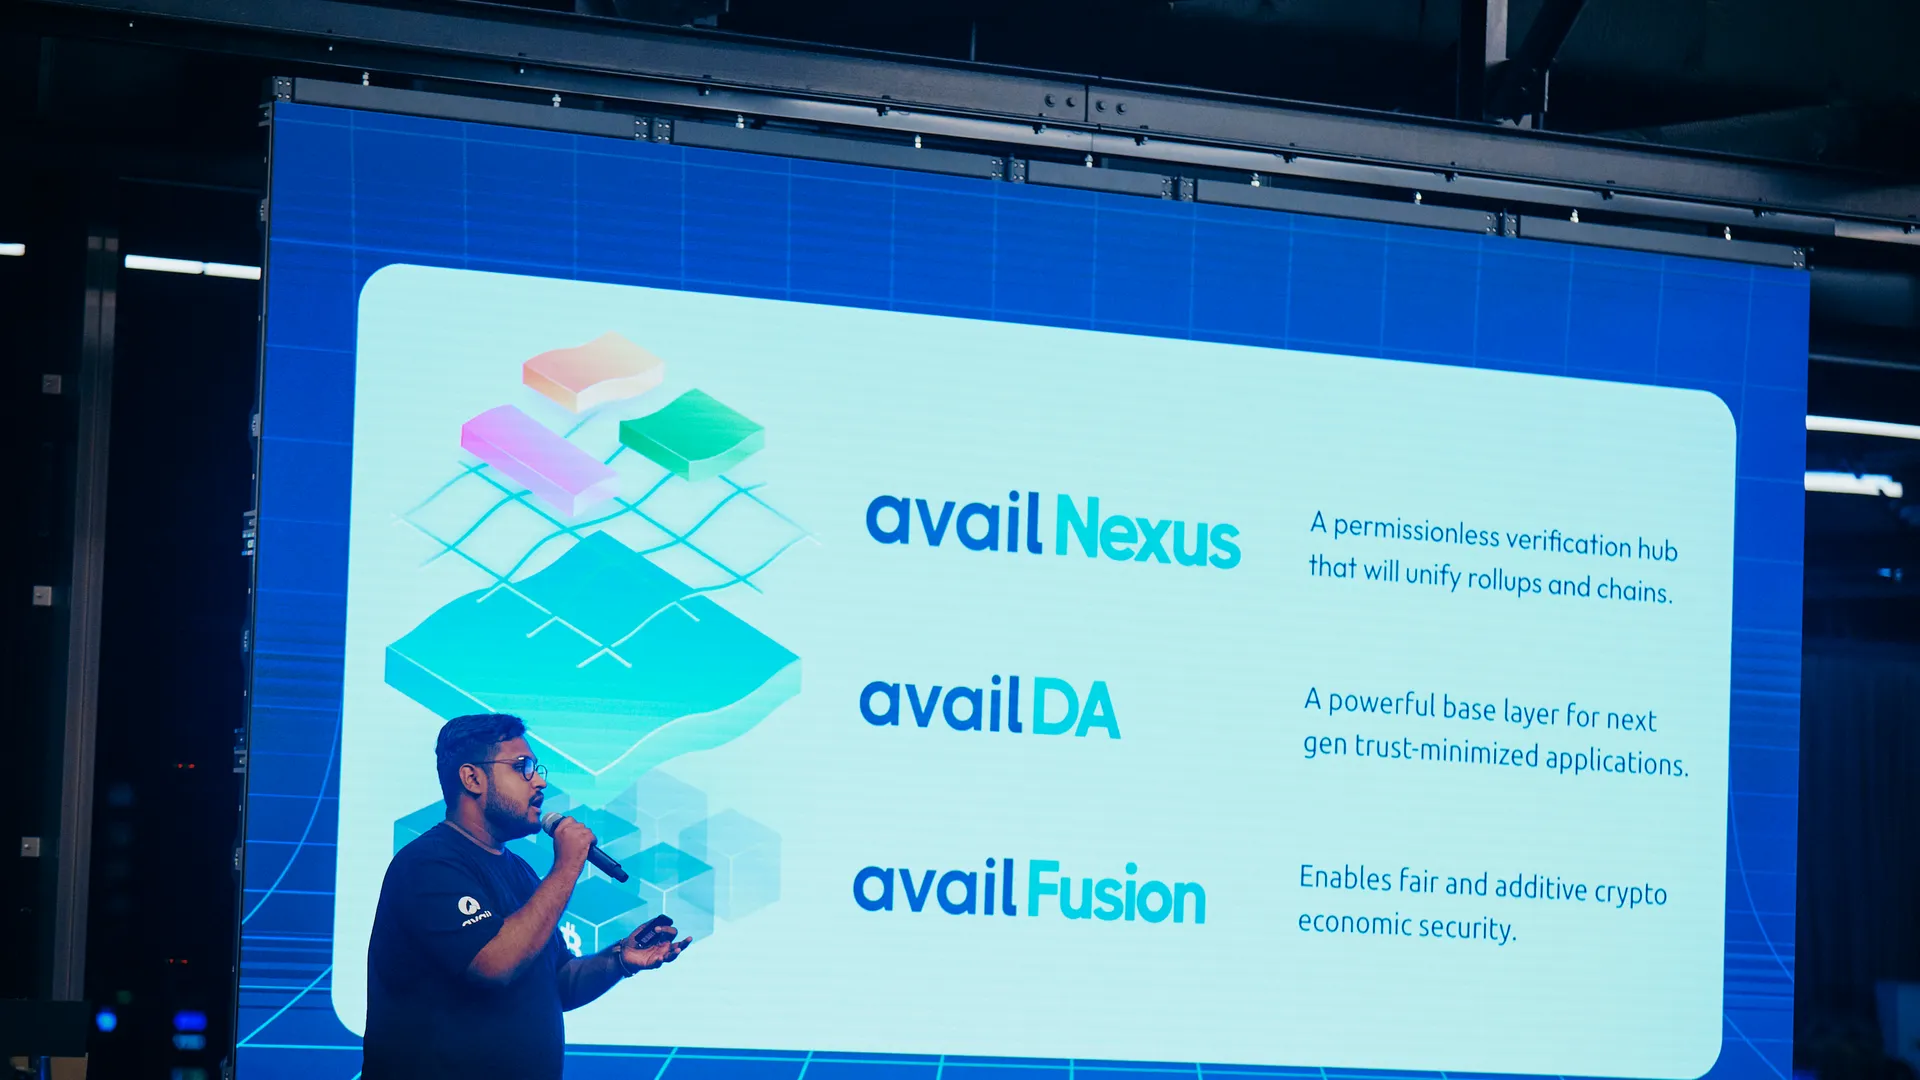 avail Nexus
A permissionless verification hub
that will unify rollups and chains.
avail DA
A powerful base layer for next
gen trust-minimized applications.
avail Fusion
Enables fair and additive crypto
economic security.
avail